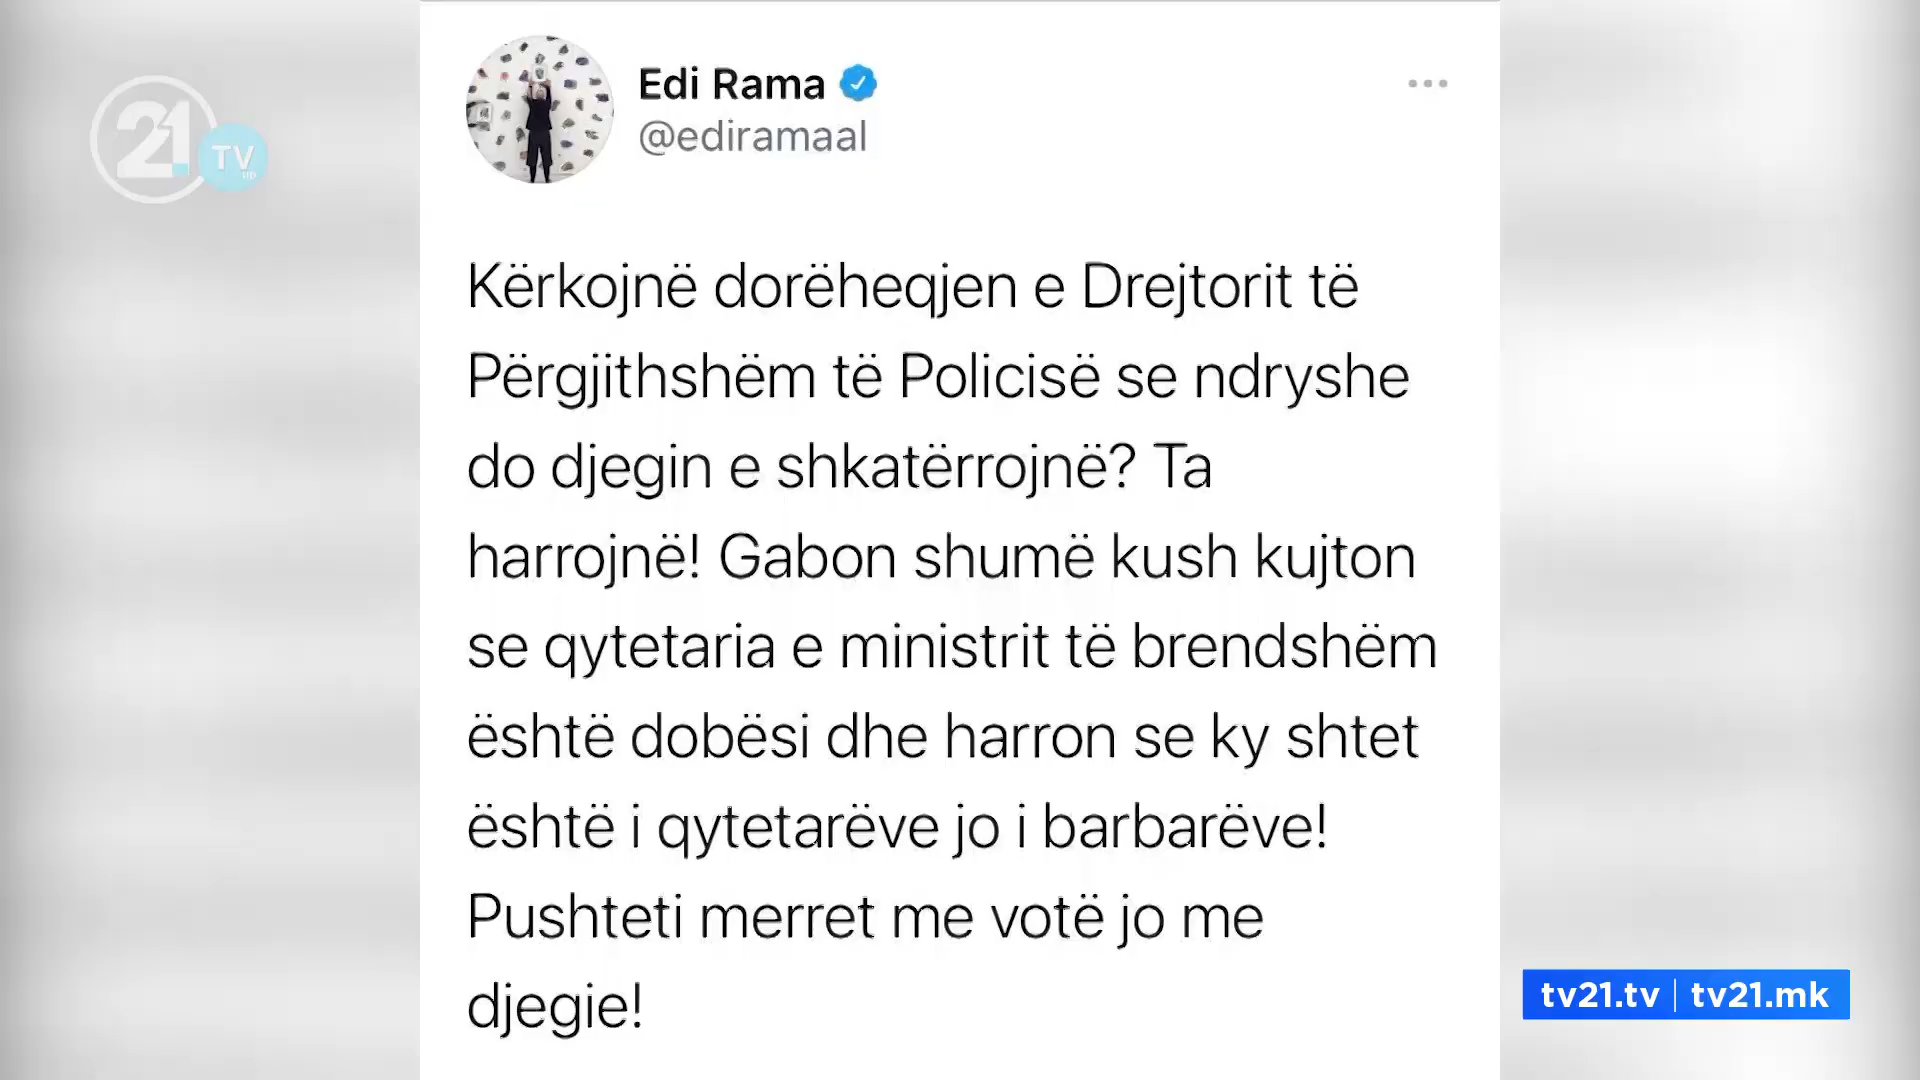 21
TV
HD
Edi Rama
@ediramaal
Kërkojnë dorëheqjen e Drejtorit të
Përgjithshëm të Policisë se ndryshe
do djegin e shkatërrojnë? Ta
harrojnë! Gabon shumë kush kujton
se qytetaria e ministrit të brendshëm
është dobësi dhe harron se ky shtet
është i qytetarëve jo i barbarëve!
Pushteti merret me votë jo me
djegie!
tv21.tv | tv21.mk